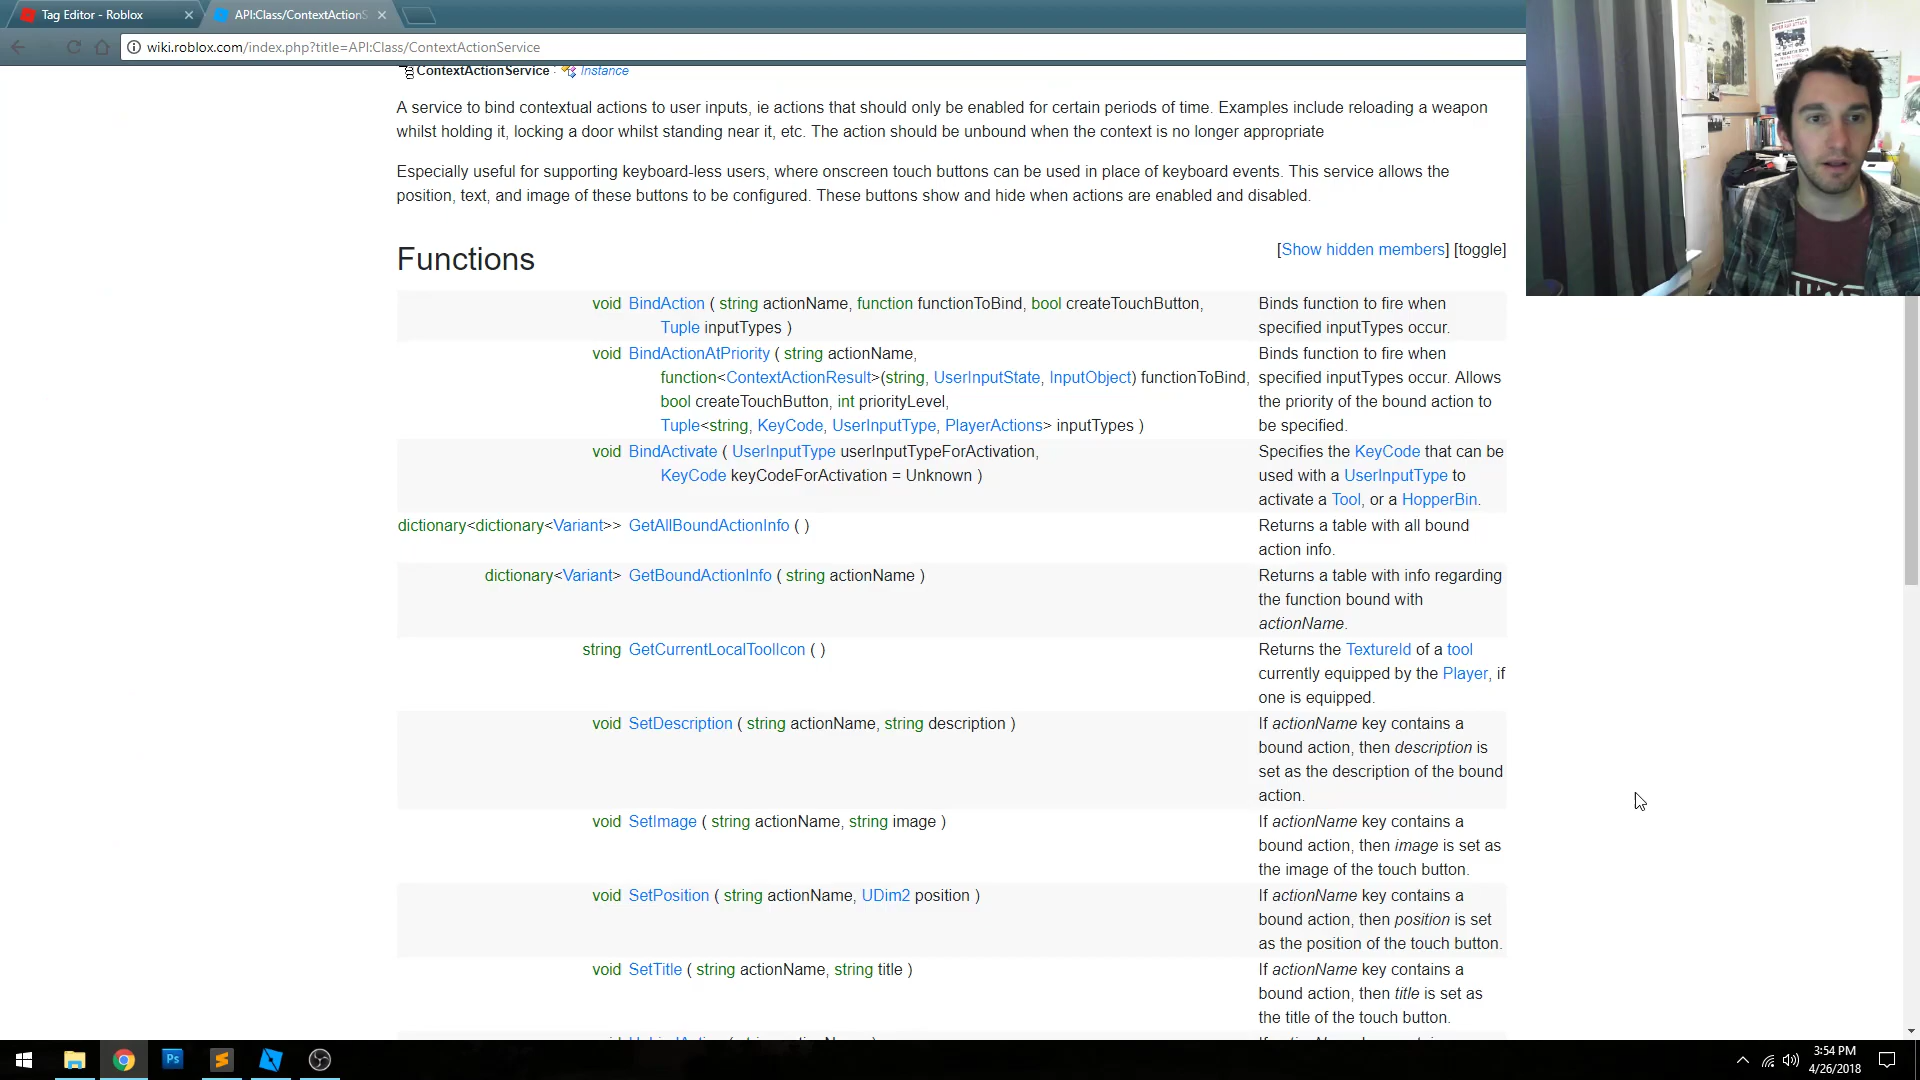 Tag Editor - Roblox
API:Class/ContextActionS
wiki.roblox.com/index.php?title=API:Class/ContextActionService
ContextActionService : Instance
A service to bind contextual actions to user inputs, ie actions that should only be enabled for certain periods of time. Examples include reloading a weapon
whilst holding it, locking a door whilst standing near it, etc. The action should be unbound when the context is no longer appropriate
Especially useful for supporting keyboard-less users, where onscreen touch buttons can be used in place of keyboard events. This service allows the
position, text, and image of these buttons to be configured. These buttons show and hide when actions are enabled and disabled.
Functions
[Show hidden members] [toggle]
void BindAction ( string actionName, function functionToBind, bool createTouchButton,
Tuple inputTypes )
Binds function to fire when
specified inputTypes occur.
void BindActionAtPriority ( string actionName,
function<ContextActionResult>(string, UserInputState, InputObject) functionToBind,
bool createTouchButton, int priorityLevel,
Tuple<string, KeyCode, UserInputType, PlayerActions> inputTypes )
Binds function to fire when
specified inputTypes occur. Allows
the priority of the bound action to
be specified.
void BindActivate ( UserInputType userInputTypeForActivation,
KeyCode keyCodeForActivation = Unknown )
Specifies the KeyCode that can be
used with a UserInputType to
activate a Tool, or a HopperBin.
dictionary<dictionary<Variant>> GetAllBoundActionInfo ( )
Returns a table with all bound
action info.
dictionary<Variant> GetBoundActionInfo ( string actionName )
Returns a table with info regarding
the function bound with
actionName.
string GetCurrentLocalToolIcon ( )
Returns the TextureId of a tool
currently equipped by the Player, if
one is equipped.
void SetDescription ( string actionName, string description )
If actionName key contains a
bound action, then description is
set as the description of the bound
action.
void SetImage ( string actionName, string image )
If actionName key contains a
bound action, then image is set as
the image of the touch button.
void SetPosition ( string actionName, UDim2 position )
If actionName key contains a
bound action, then position is set
as the position of the touch button.
void SetTitle ( string actionName, string title )
If actionName key contains a
bound action, then title is set as
the title of the touch button.
Ps
3:54 PM
4/26/2018